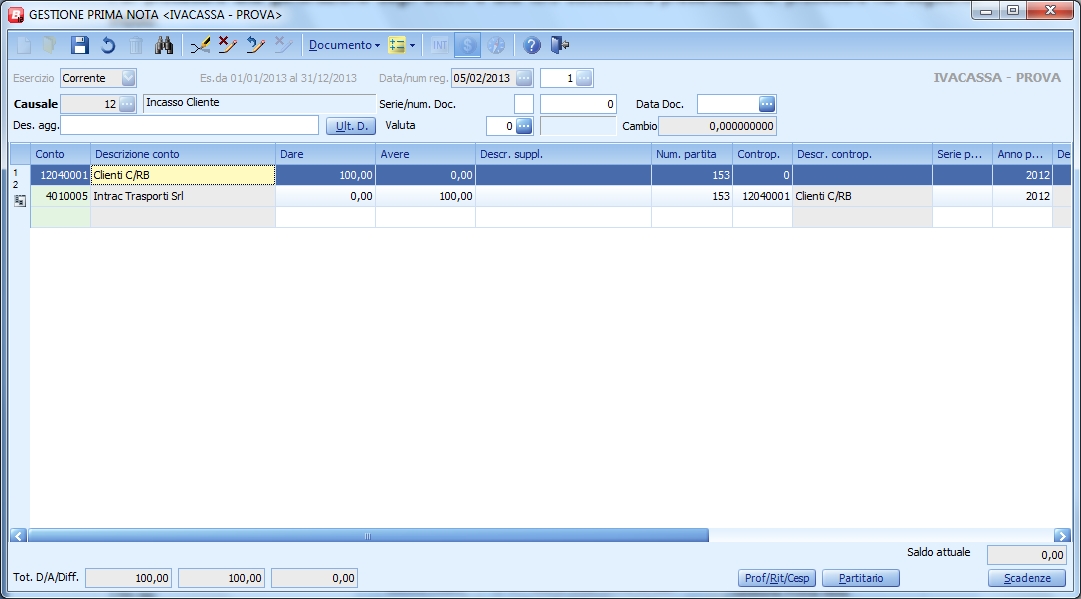 GESTIONE PRIMA NOTA <IVACASSA - PROVA>
Documento INT
Esercizio Corrente Es.da 01/01/2013 al 31/12/2013 Data/num reg. 05/02/2013 1 IVACASSA - PROVA
Causale 12 Incasso Cliente Serie/num. Doc. 0 Data Doc.
Des. agg. Ult. D. Valuta 0 Cambio 0,000000000
Conto Descrizione conto Dare Avere Descr. suppl. Num. partita Controp. Descr. controp. Serie p... Anno p... De
1 12040001 Clienti C/RB 100,00 0,00 153 0 2012
2 4010005 Intrac Trasporti Srl 0,00 100,00 153 12040001 Clienti C/RB 2012
Saldo attuale 0,00
Tot. D/A/Diff. 100,00 100,00 0,00 Prof/Rit/Cesp Partitario Scadenze